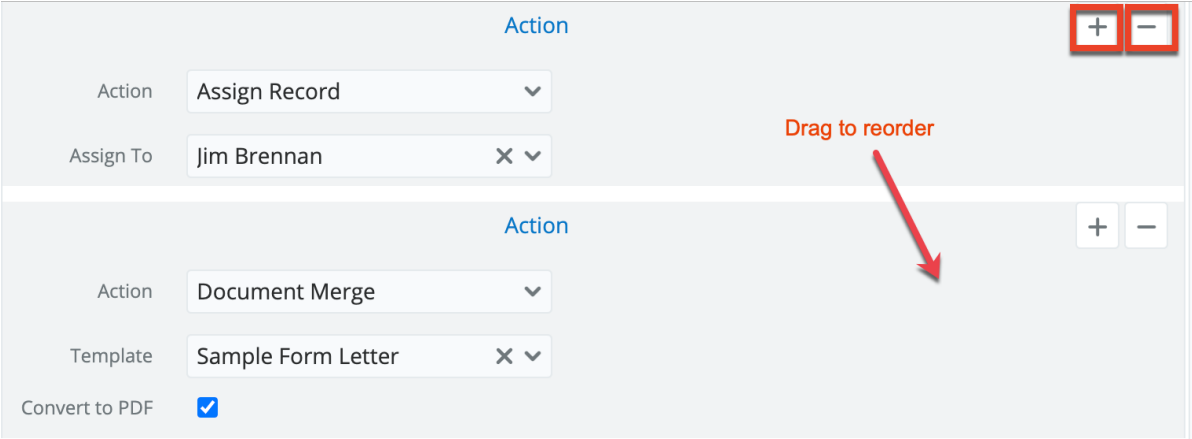 Action
Action Assign Record
Drag to reorder
Assign To Jim Brennan
Action
Action Document Merge
Template Sample Form Letter
Convert to PDF